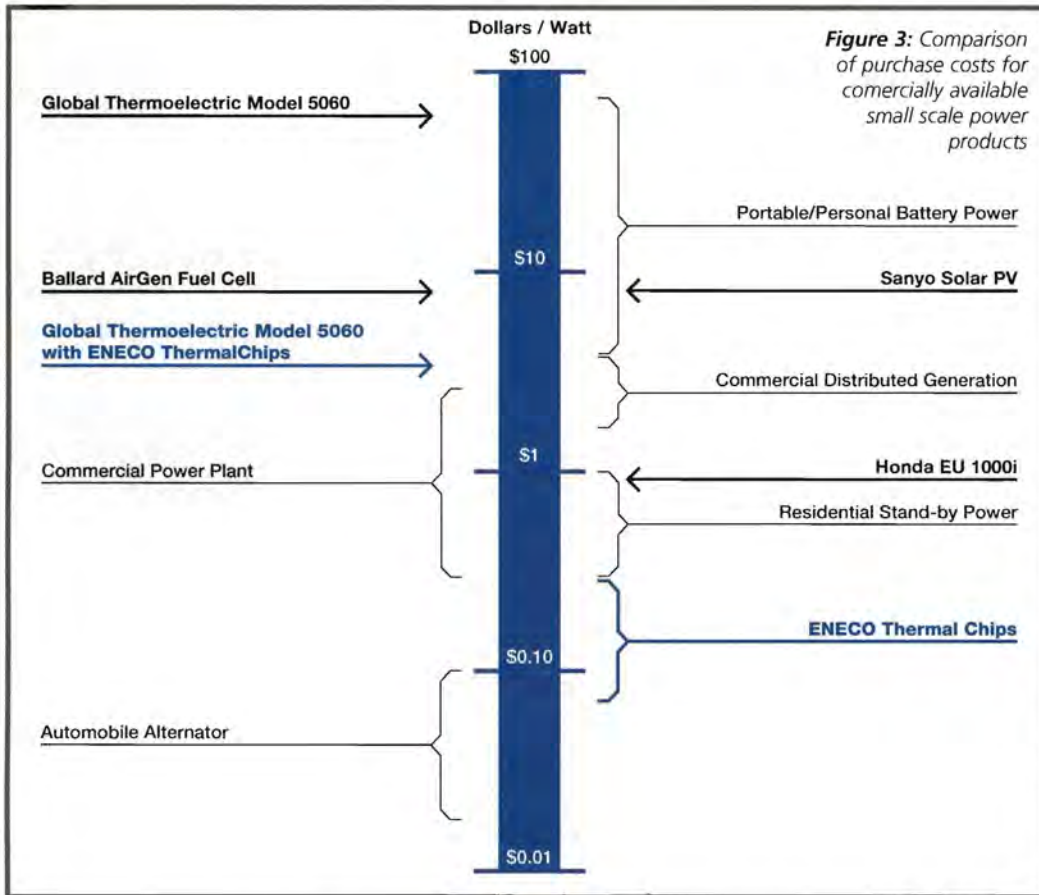 Dollars / Watt
$100
Figure 3: Comparison
of purchase costs for
comercially available
small scale power
products
Global Thermoelectric Model 5060
Portable/Personal Battery Power
$10
Ballard AirGen Fuel Cell
Sanyo Solar PV
Global Thermoelectric Model 5060
with ENECO ThermalChips
Commercial Distributed Generation
$1
Commercial Power Plant
Honda EU 1000i
Residential Stand-by Power
ENECO Thermal Chips
$0.10
Automobile Alternator
$0.01